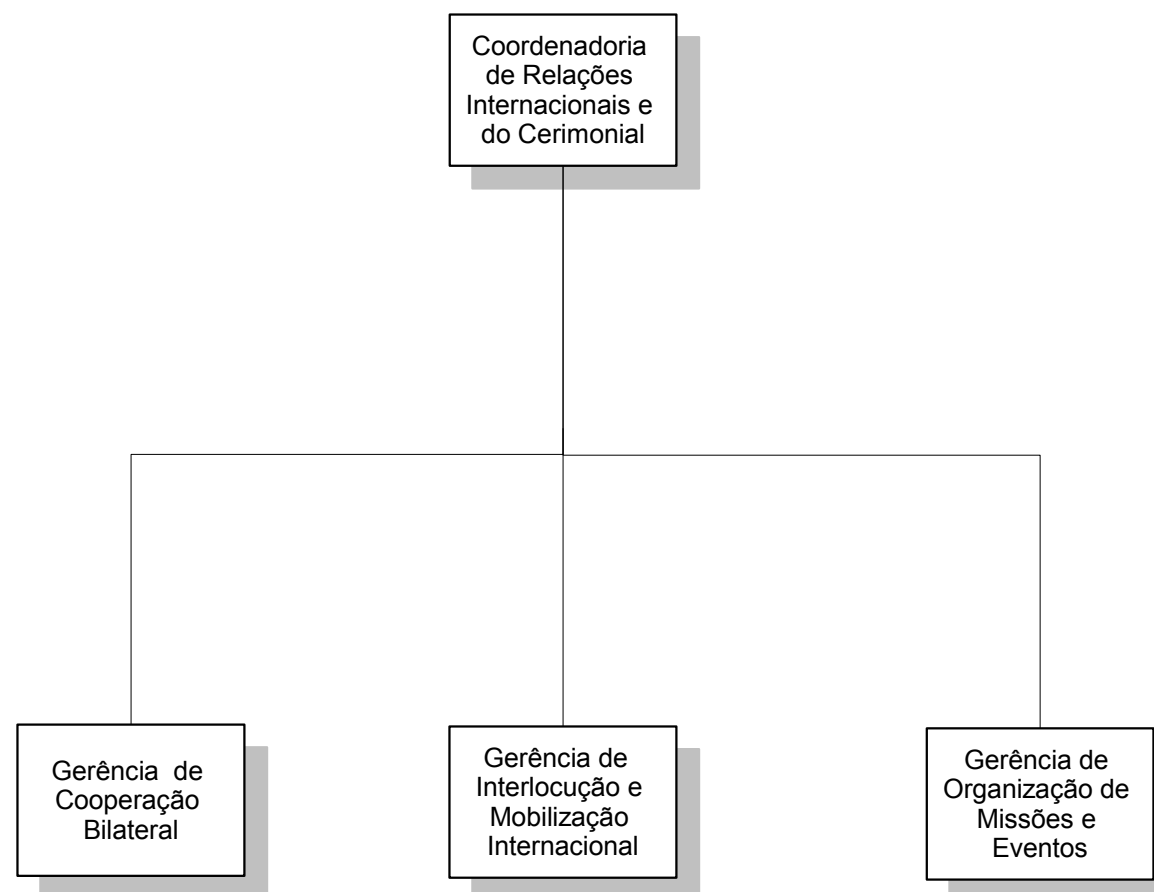 Coordenadoria
de Relações
Internacionais e
do Cerimonial
Gerência de
Cooperação
Bilateral
Gerência de
Interlocução e
Mobilização
Internacional
Gerência de
Organização de
Missões e
Eventos